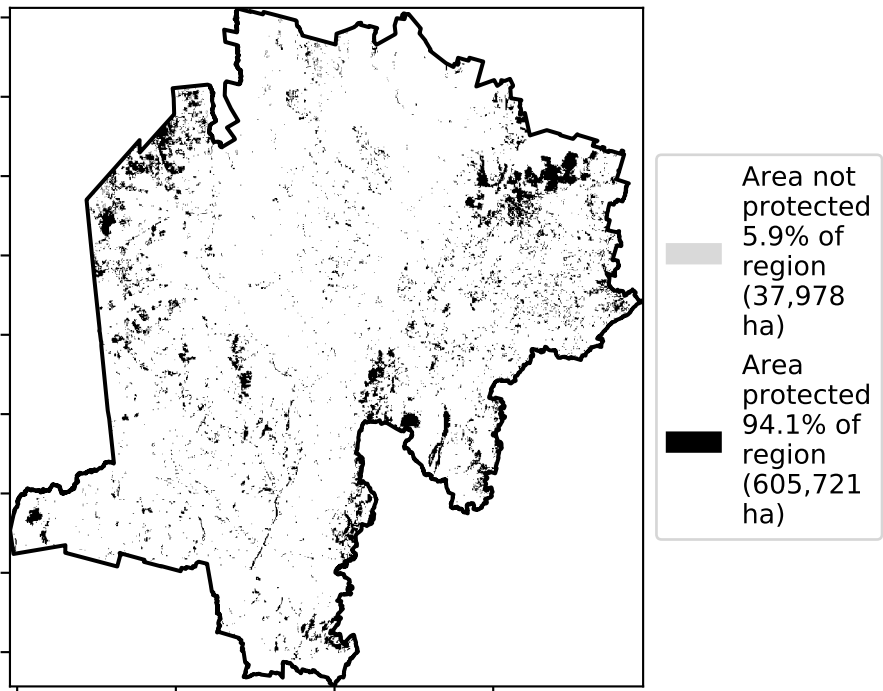 Area not
protected
5.9% of
region
(37,978
ha)
Area
protected
94.1% of
region
(605,721
ha)